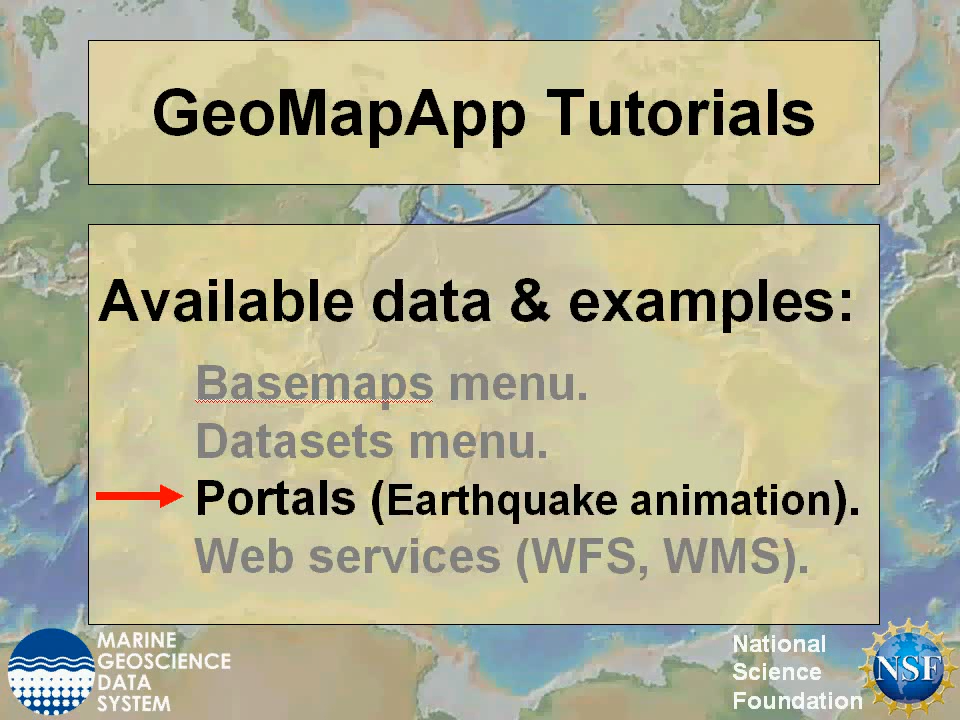 GeoMapApp Tutorials
Available data & examples:
Basemaps menu.
Datasets menu.
Portals (Earthquake animation).
Web services (WFS, WMS).
MARINE
GEOSCIENCE
DATA
SYSTEM
National
Science
Foundation
NSF